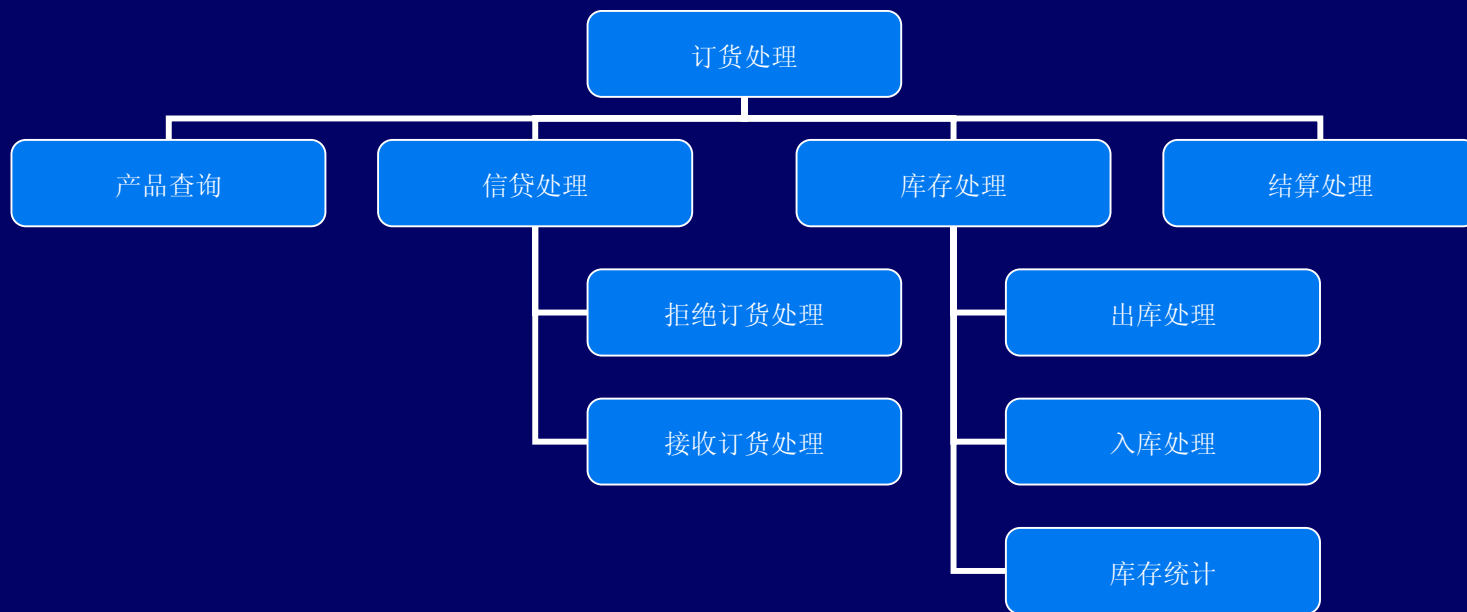 订货处理
产品查询
信贷处理
库存处理
结算处理
拒绝订货处理
出库处理
接收订货处理
入库处理
库存统计